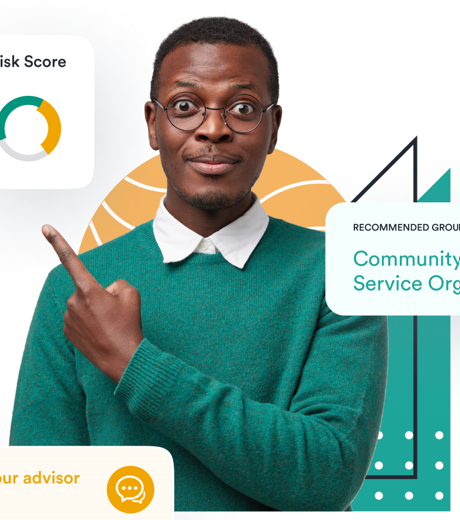 isk Score
RECOMMENDED GROU
Community
Service Org
our advisor